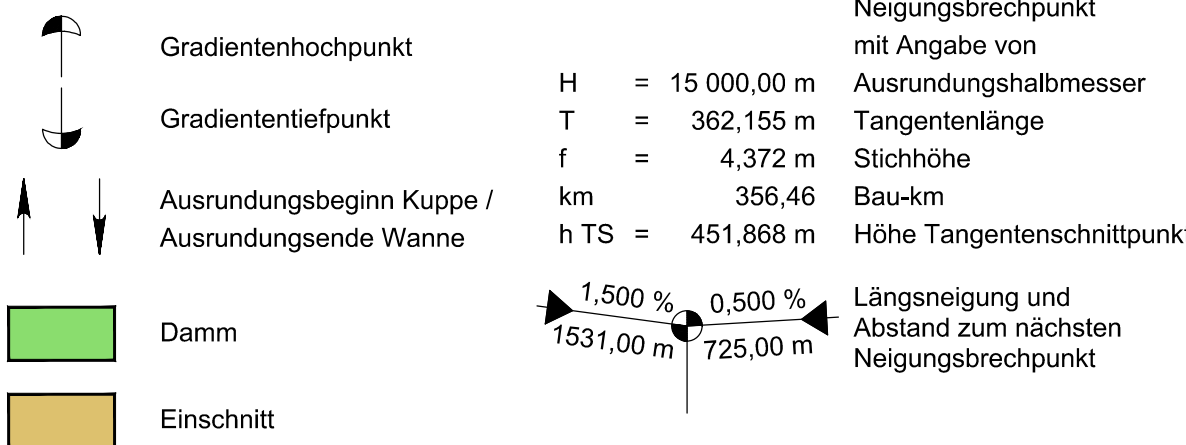 Gradientenhochpunkt
Gradiententiefpunkt
Ausrundungsbeginn Kuppe /
Ausrundungsende Wanne
Damm
Einschnitt
Neigungsbrechpunkt
mit Angabe von
H = 15 000,00 m Ausrundungshalbmesser
T = 362,155 m Tangentenlänge
f = 4,372 m Stichhöhe
km 356,46 Bau-km
h TS = 451,868 m Höhe Tangentenschnittpunkt
1,500 % 0,500 %
1531,00 m 725,00 m
Längsneigung und
Abstand zum nächsten
Neigungsbrechpunkt